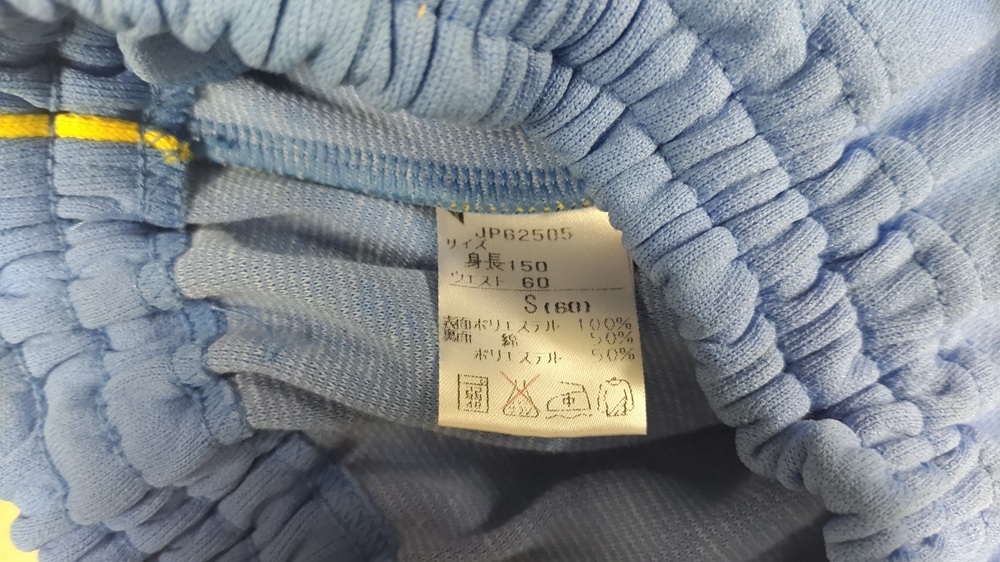 JP62505
サイズ
身長150
ウエスト 60
S(60)
表面ポリエステル 100%
裏面 綿 50%
ポリエステル 50%